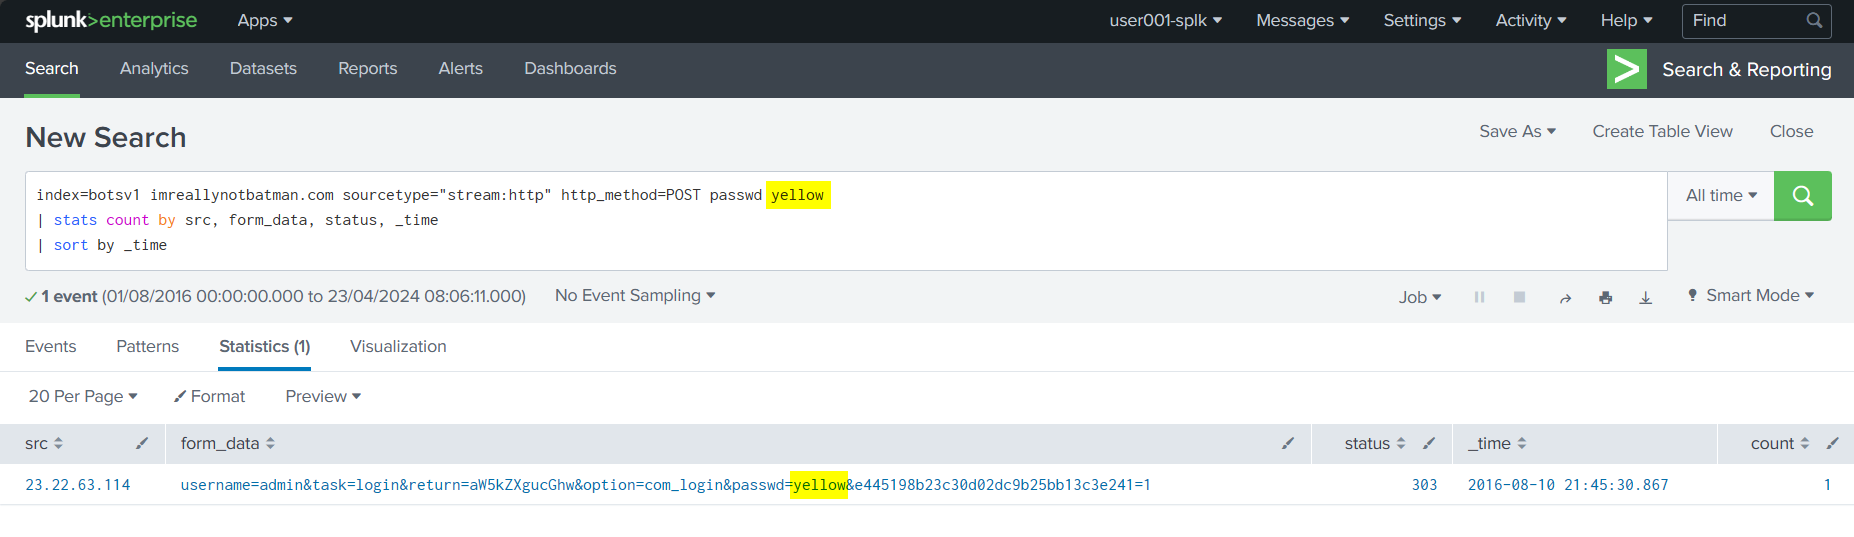 splunk>enterprise Apps user001-splk Messages Settings Activity Help Find
Search Analytics Datasets Reports Alerts Dashboards Search & Reporting
New Search Save As Create Table View Close
index=botsv1 imreallynotbatman.com sourcetype="stream:http" http_method=POST passwd yellow
| stats count by src, form_data, status, _time
| sort by _time
All time
1 event (01/08/2016 00:00:00.000 to 23/04/2024 08:06:11.000) No Event Sampling Job Smart Mode
Events Patterns Statistics (1) Visualization
20 Per Page Format Preview
src form_data status _time count
23.22.63.114 username=admin&task=login&return=aW5kZXgucGhw&option=com_login&passwd=yellow&e445198b23c30d02dc9b25bb13c3e241=1 303 2016-08-10 21:45:30.867 1